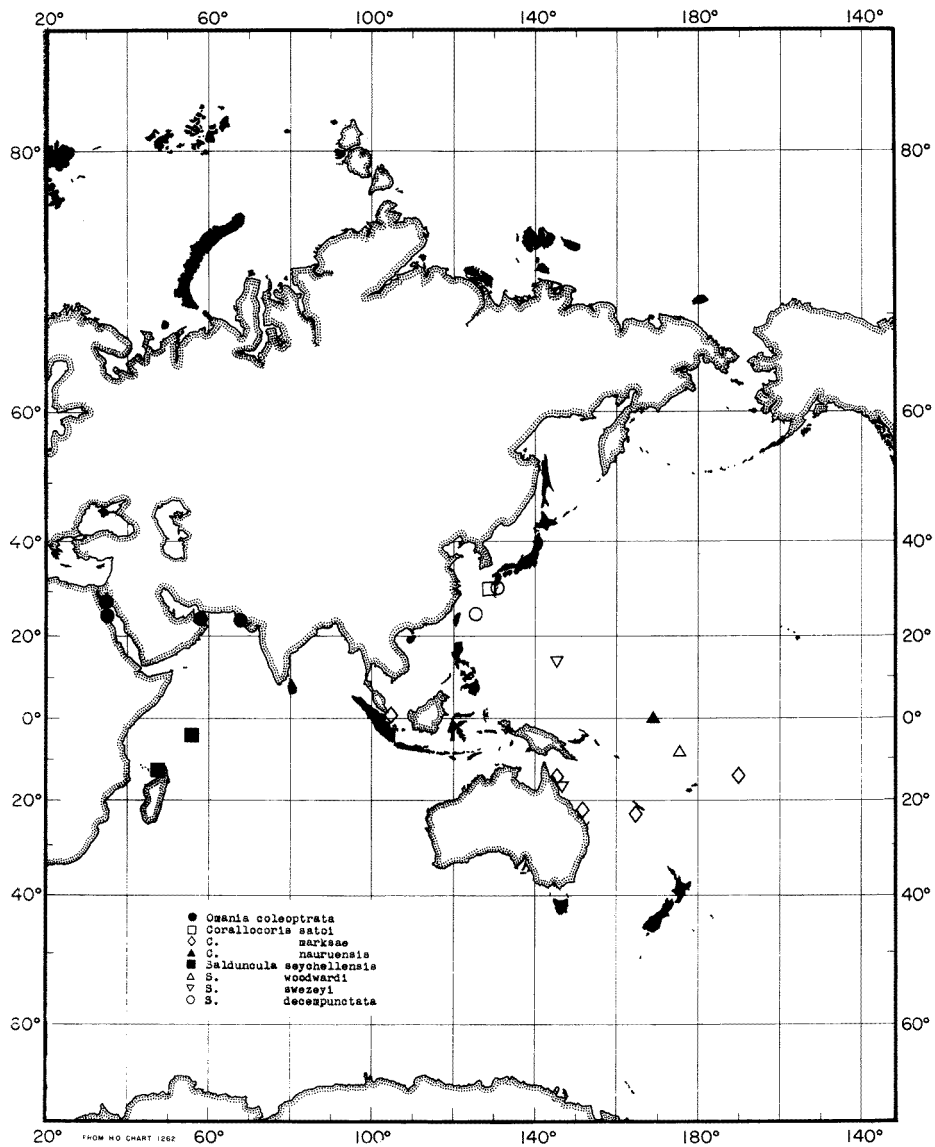 20° 60° 100° 140° 180° 140°
80° 80°
60° 60°
40° 40°
20° 20°
0° 0°
20° 20°
40° 40°
● Omania coleoptrata
□ Corallocoris satoi
◇ C. marksae
▲ C. nauruensis
■ Salduncula seychellensis
△ S. woodwardi
▽ S. swezeyi
○ S. decempunctata
60° 60°
20° 60° 100° 140° 180° 140°
FROM HO CHART 1262